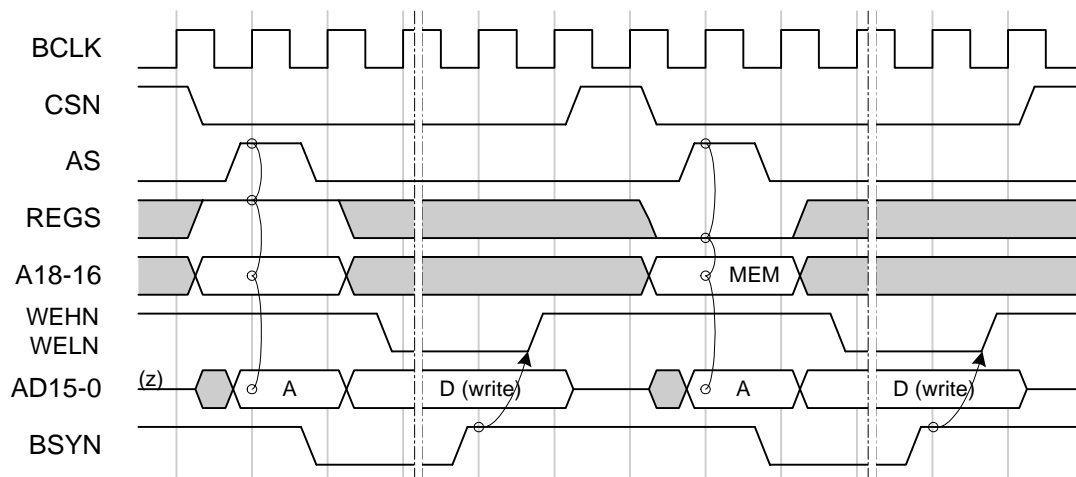 BCLK
CSN
AS
REGS
A18-16
MEM
WEHN
WELN
AD15-0
(z)
A
D (write)
A
D (write)
BSYN